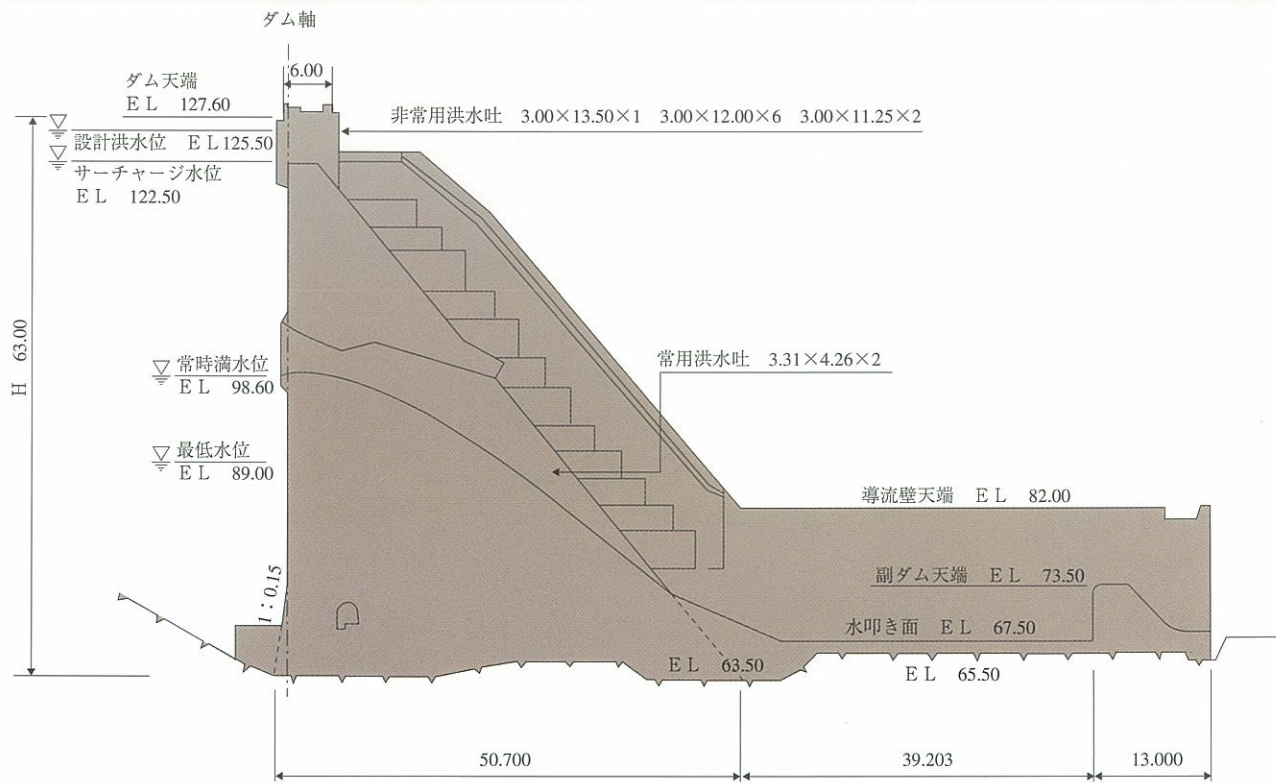 ダム軸
6.00
ダム天端
EL 127.60
非常用洪水吐 3.00×13.50×1 3.00×12.00×6 3.00×11.25×2
設計洪水位 EL125.50
サーチャージ水位
EL 122.50
H 63.00
常時満水位
EL 98.60
常用洪水吐 3.31×4.26×2
最低水位
EL 89.00
導流壁天端 EL 82.00
1:0.15
副ダム天端 EL 73.50
水叩き面 EL 67.50
EL 63.50
EL 65.50
50.700
39.203
13.000